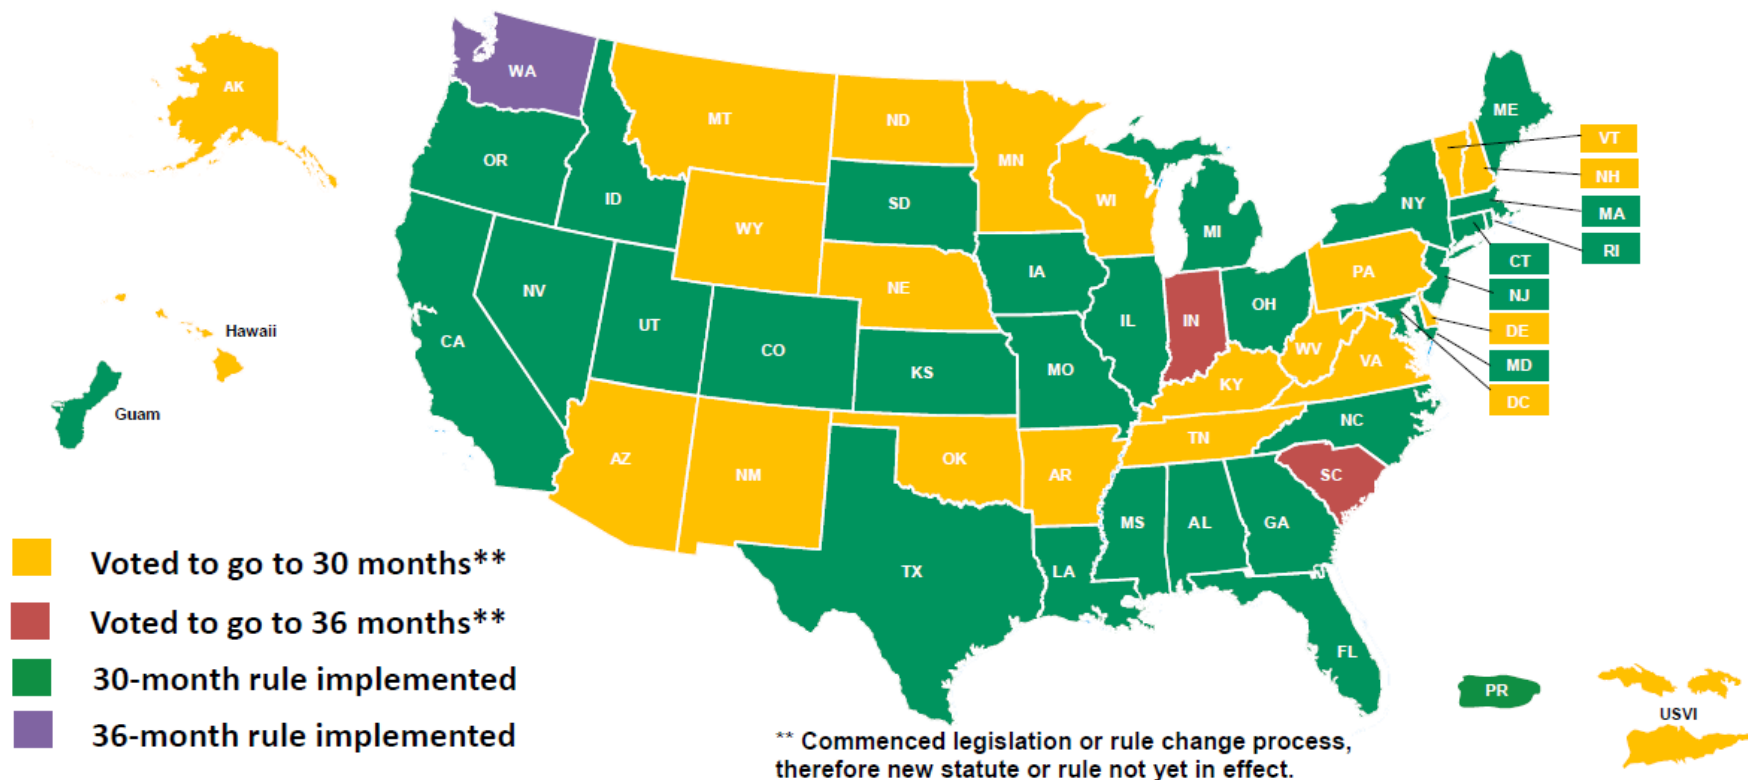 AK
WA
MT
ND
MN
ME
VT
NH
MA
RI
OR
ID
SD
WI
MI
NY
CT
NJ
DE
MD
DC
WY
NE
IA
PA
Hawaii
NV
UT
CO
CA
KS
MO
IL
IN
OH
WV
VA
KY
Guam
NC
TN
AZ
NM
OK
AR
SC
MS
AL
GA
TX
LA
FL
PR
USVI
Voted to go to 30 months**
Voted to go to 36 months**
30-month rule implemented
36-month rule implemented
** Commenced legislation or rule change process,
therefore new statute or rule not yet in effect.